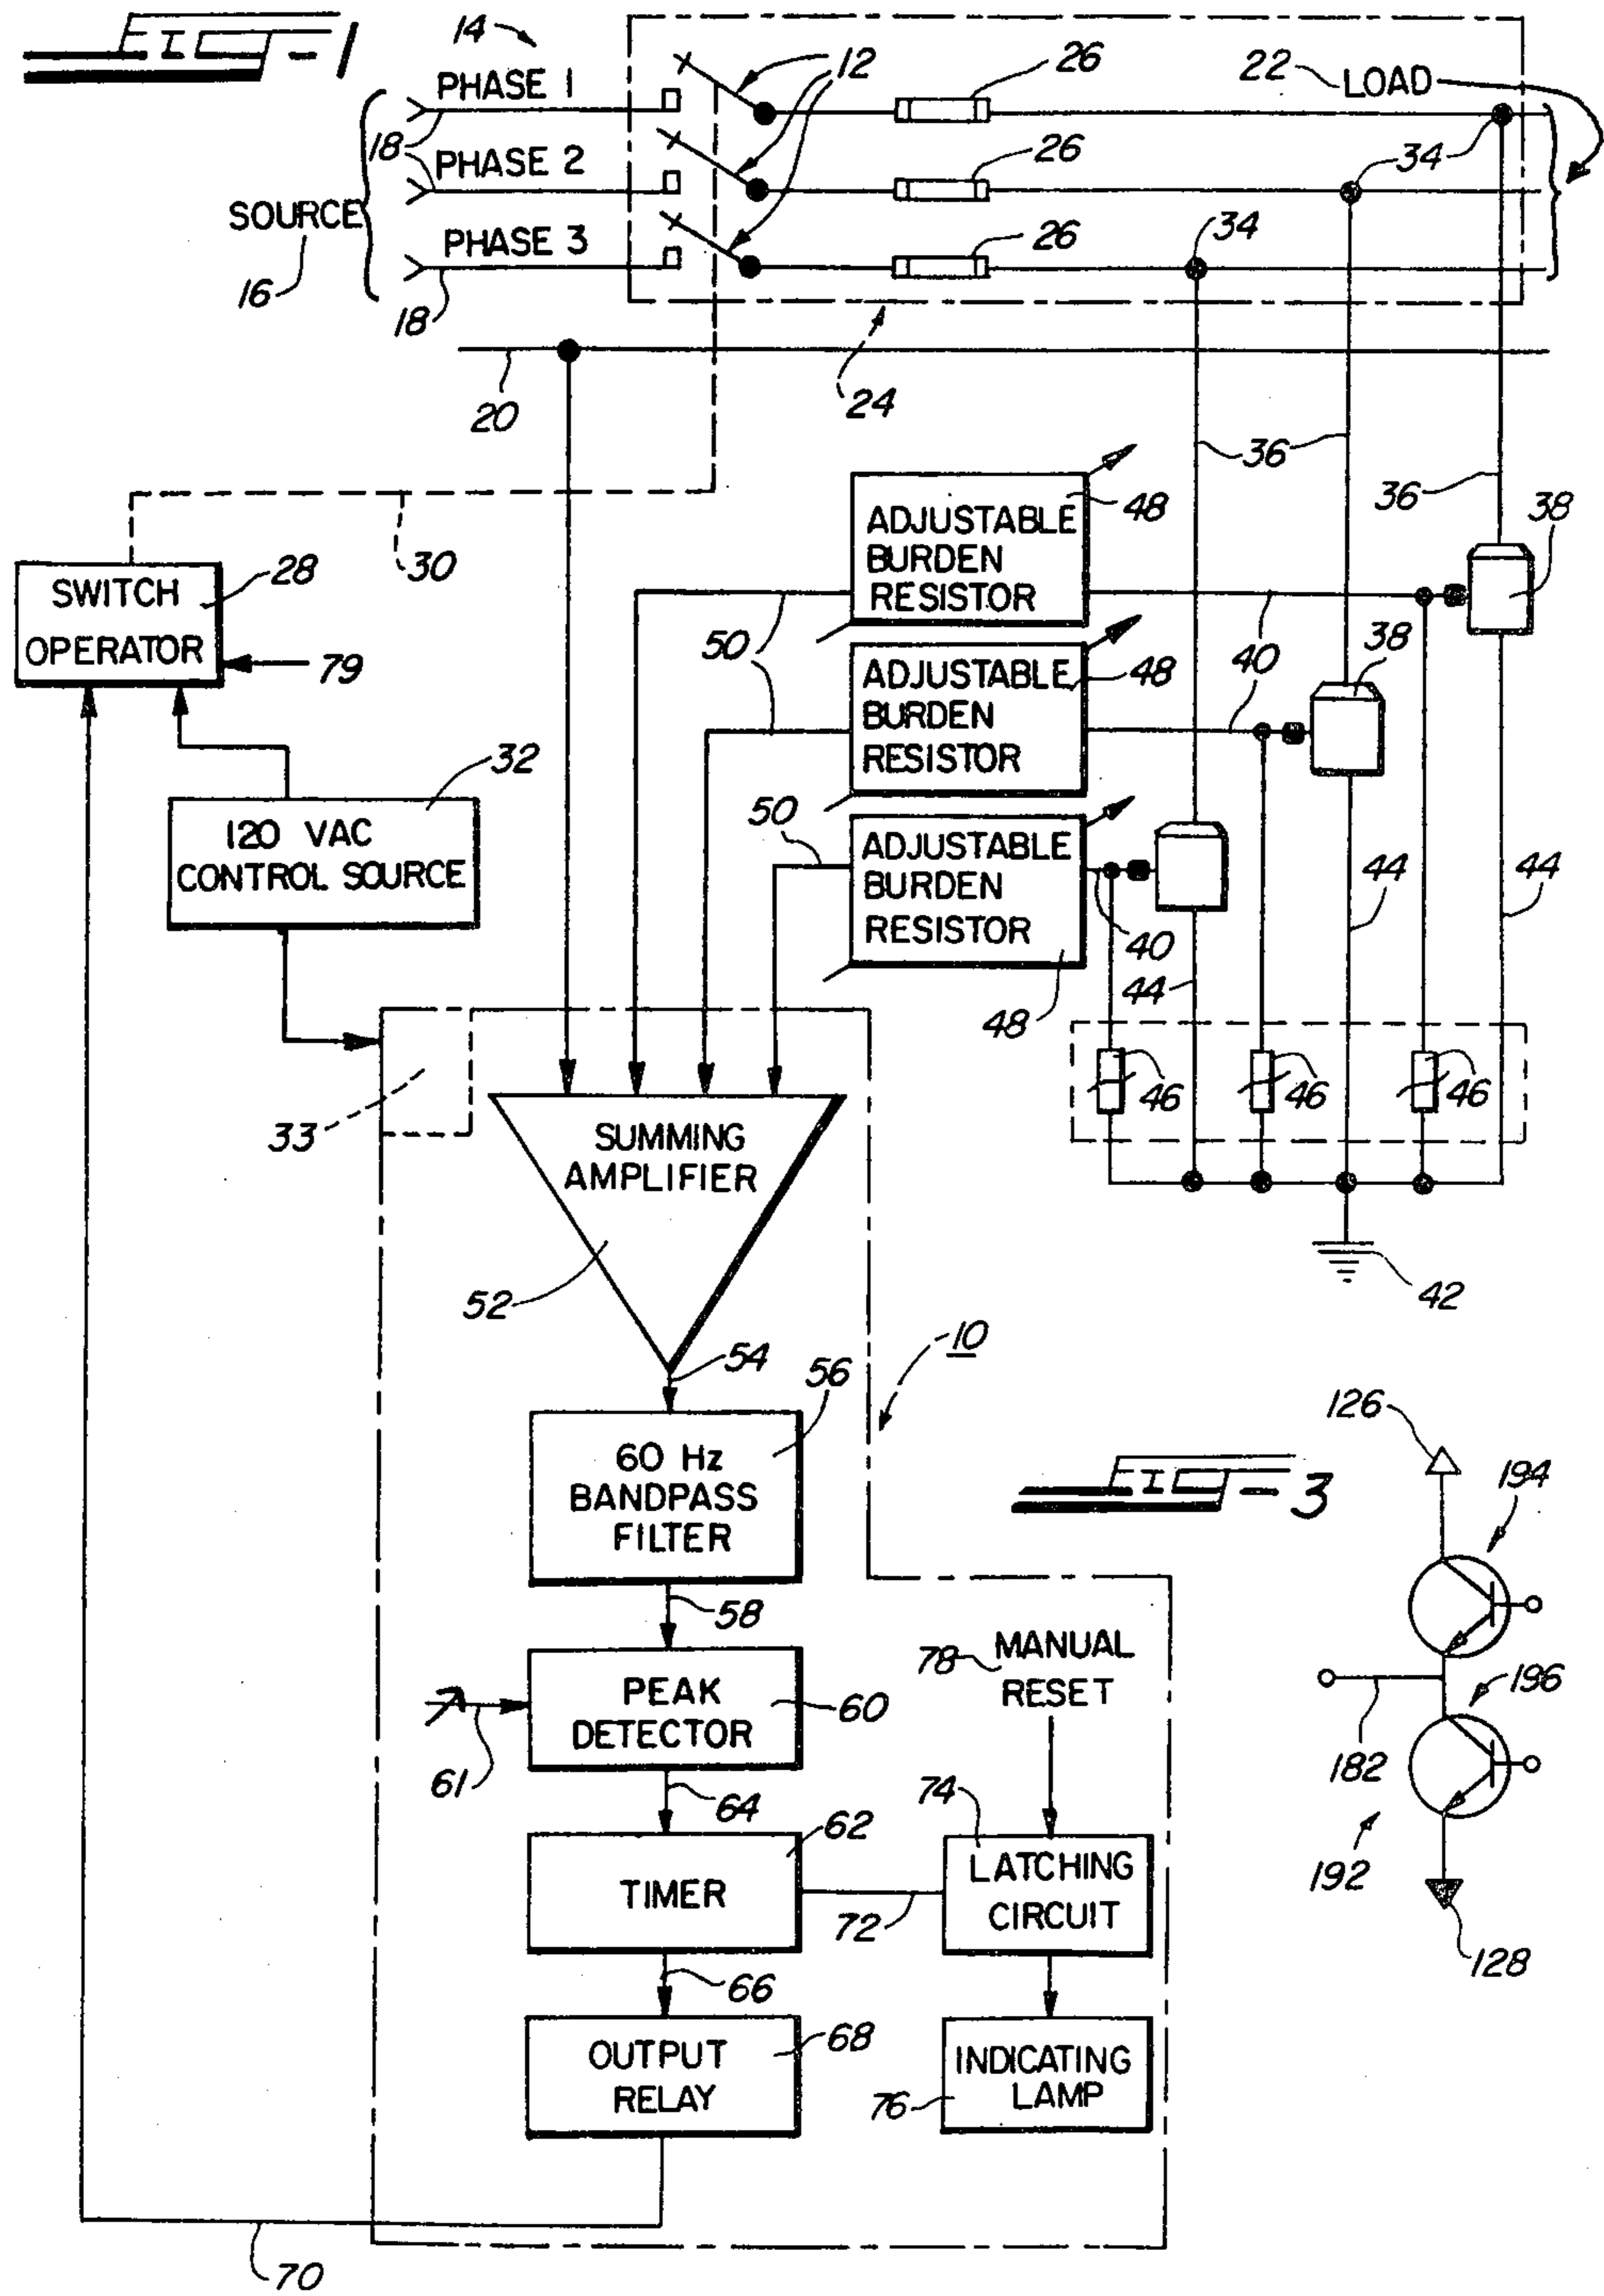 FIG-1
14
12
26
22
LOAD
PHASE 1
18
PHASE 2
26
34
SOURCE
16
PHASE 3
18
26
34
20
24
36
36
38
ADJUSTABLE
BURDEN
RESISTOR
48
30
SWITCH
OPERATOR
28
79
50
ADJUSTABLE
BURDEN
RESISTOR
48
40
38
32
120 VAC
CONTROL SOURCE
50
ADJUSTABLE
BURDEN
RESISTOR
48
40
44
44
44
33
46
46
46
SUMMING
AMPLIFIER
52
42
10
54
56
60 Hz
BANDPASS
FILTER
58
126
FIG-3
194
PEAK
DETECTOR
60
61
64
78
MANUAL
RESET
196
182
192
128
TIMER
62
72
74
LATCHING
CIRCUIT
66
OUTPUT
RELAY
68
INDICATING
LAMP
76
70